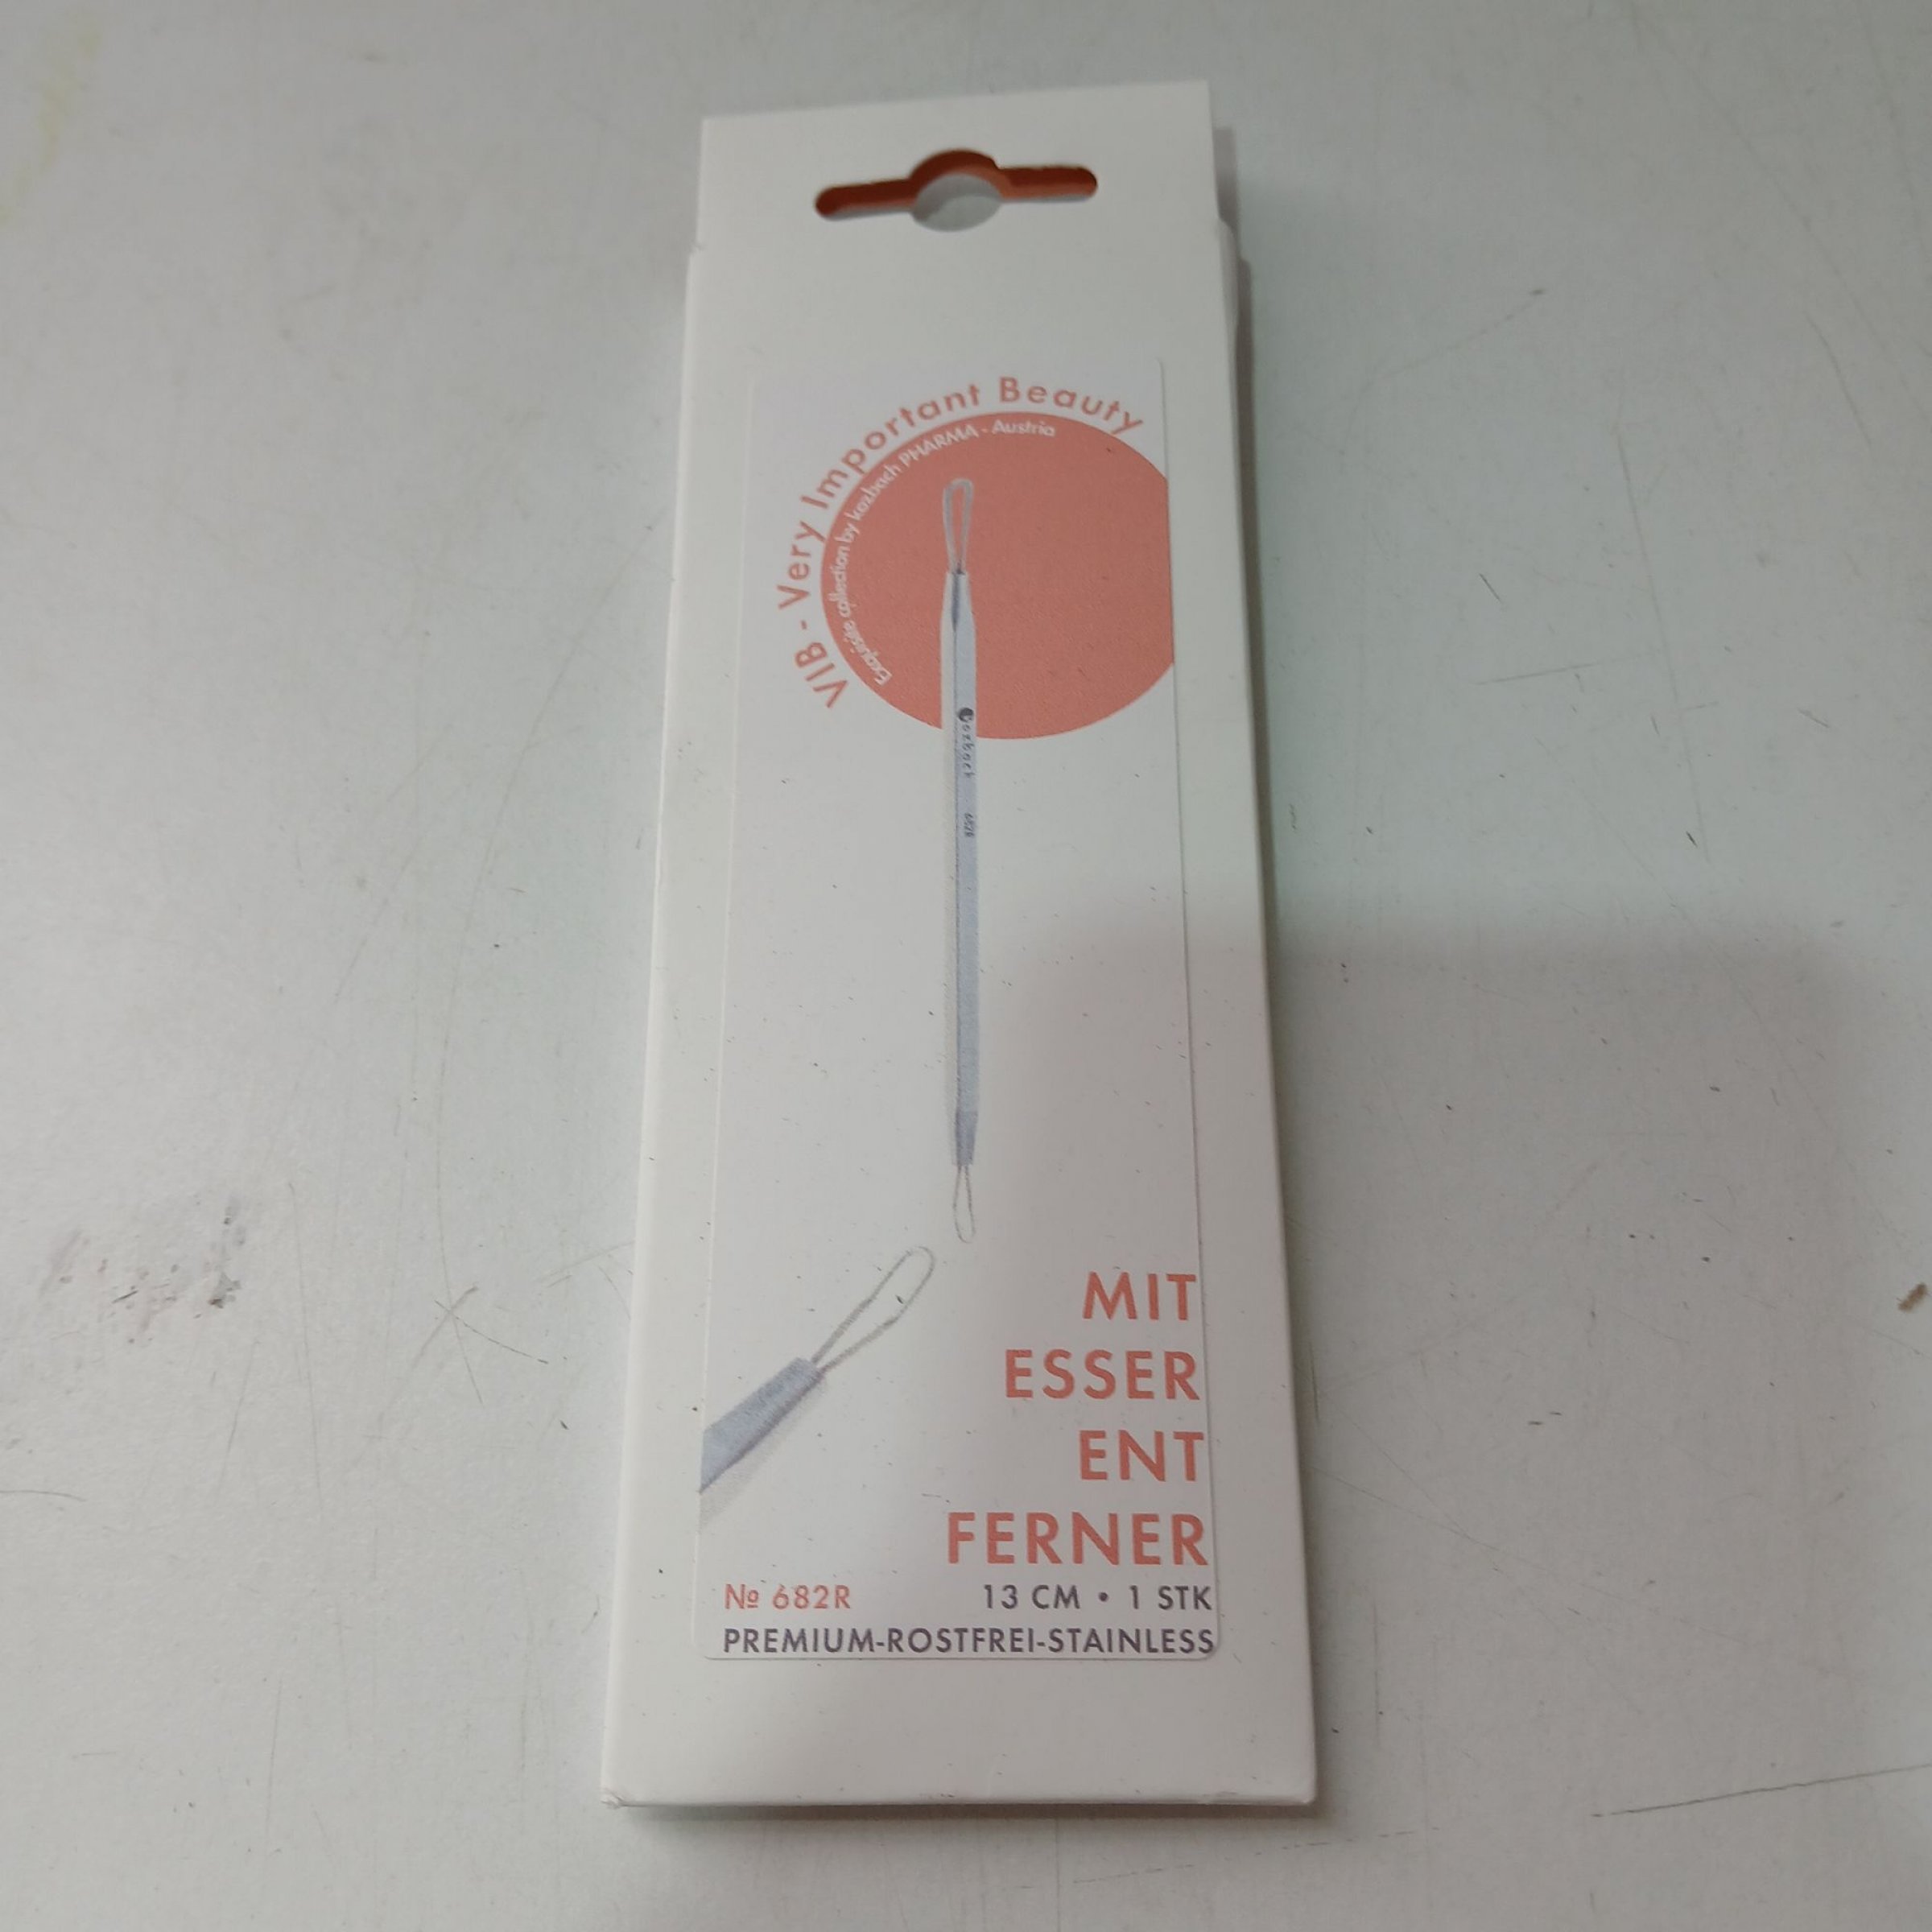 VIB - Very Important Beauty
Exquisite collection by kozbach PHARMA - Austria
MIT
ESSER
ENT
FERNER
№ 682R
13 CM • 1 STK
PREMIUM-ROSTFREI-STAINLESS